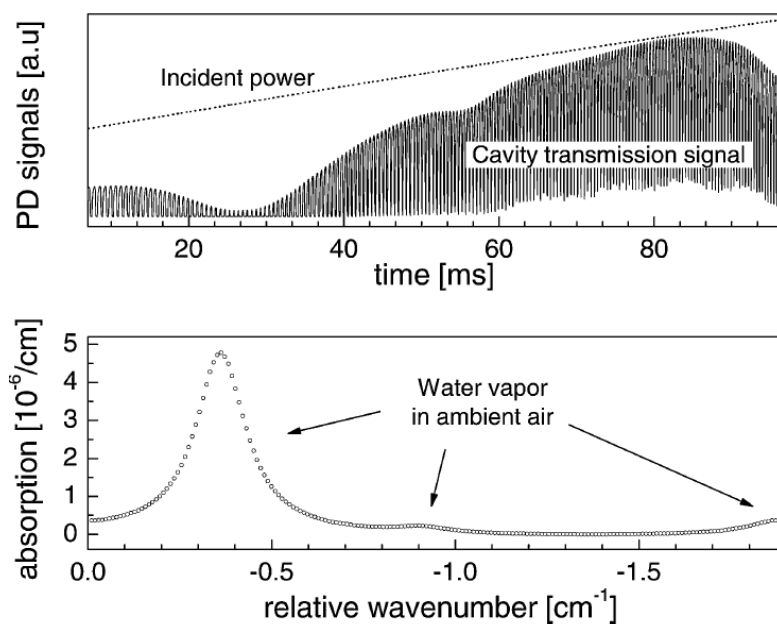 PD signals [a.u]
Incident power
Cavity transmission signal
20 40 60 80
time [ms]
absorption [10⁻⁶/cm]
5
4
3
2
1
0
Water vapor
in ambient air
0.0 -0.5 -1.0 -1.5
relative wavenumber [cm⁻¹]